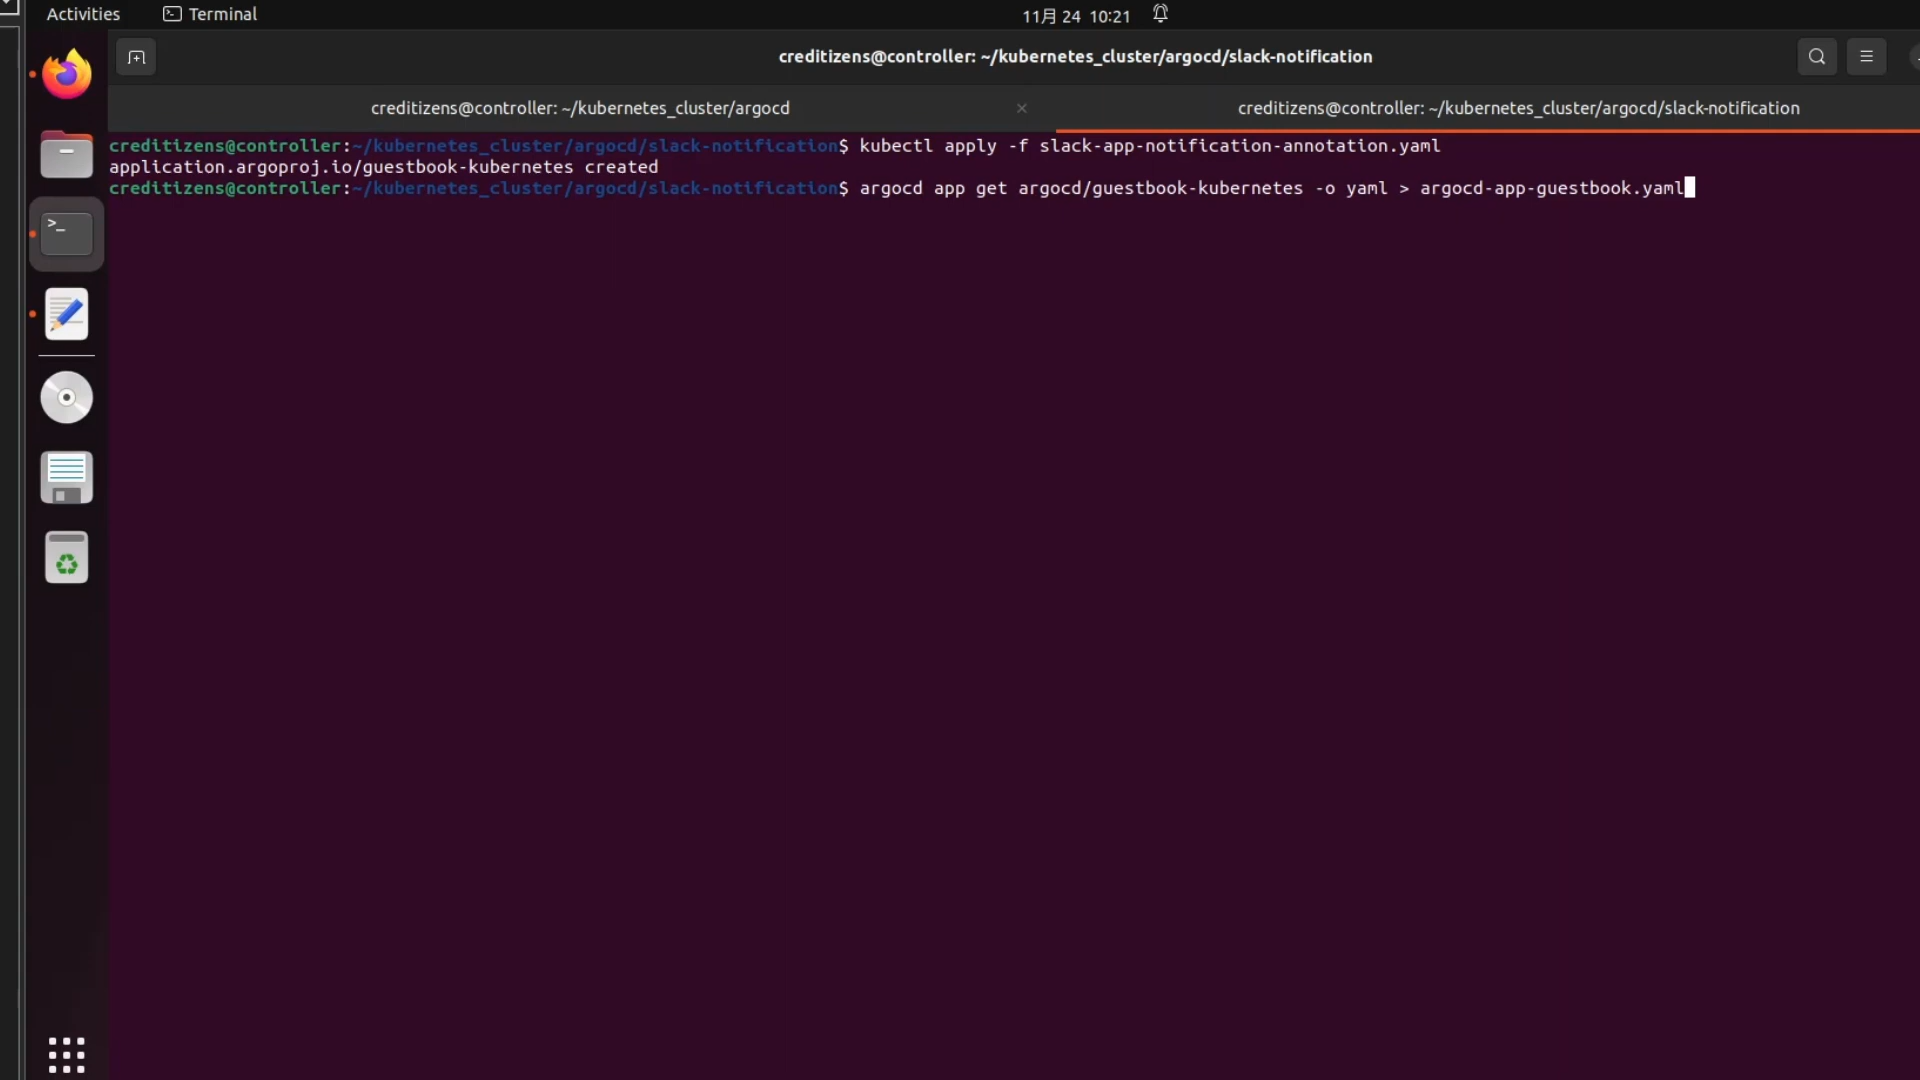 Activities Terminal 11月 24 10:21
creditizens@controller: ~/kubernetes_cluster/argocd/slack-notification
creditizens@controller: ~/kubernetes_cluster/argocd × creditizens@controller: ~/kubernetes_cluster/argocd/slack-notification
creditizens@controller:~/kubernetes_cluster/argocd/slack-notification$ kubectl apply -f slack-app-notification-annotation.yaml
application.argoproj.io/guestbook-kubernetes created
creditizens@controller:~/kubernetes_cluster/argocd/slack-notification$ argocd app get argocd/guestbook-kubernetes -o yaml > argocd-app-guestbook.yaml